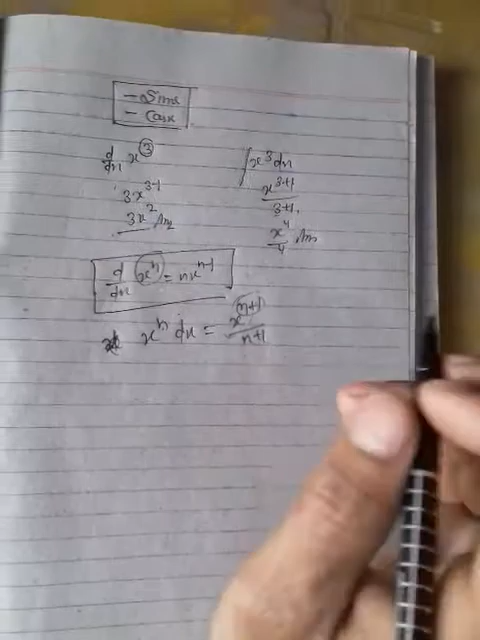 - Sinx
- Cosx
d/dx x^3
3x^3-1
3x^2 Ans
∫x^3 dx
x^3+1/3+1.
x^4/4 Ans
d/dx x^n = nx^n-1
x^n dx = x^n+1/n+1